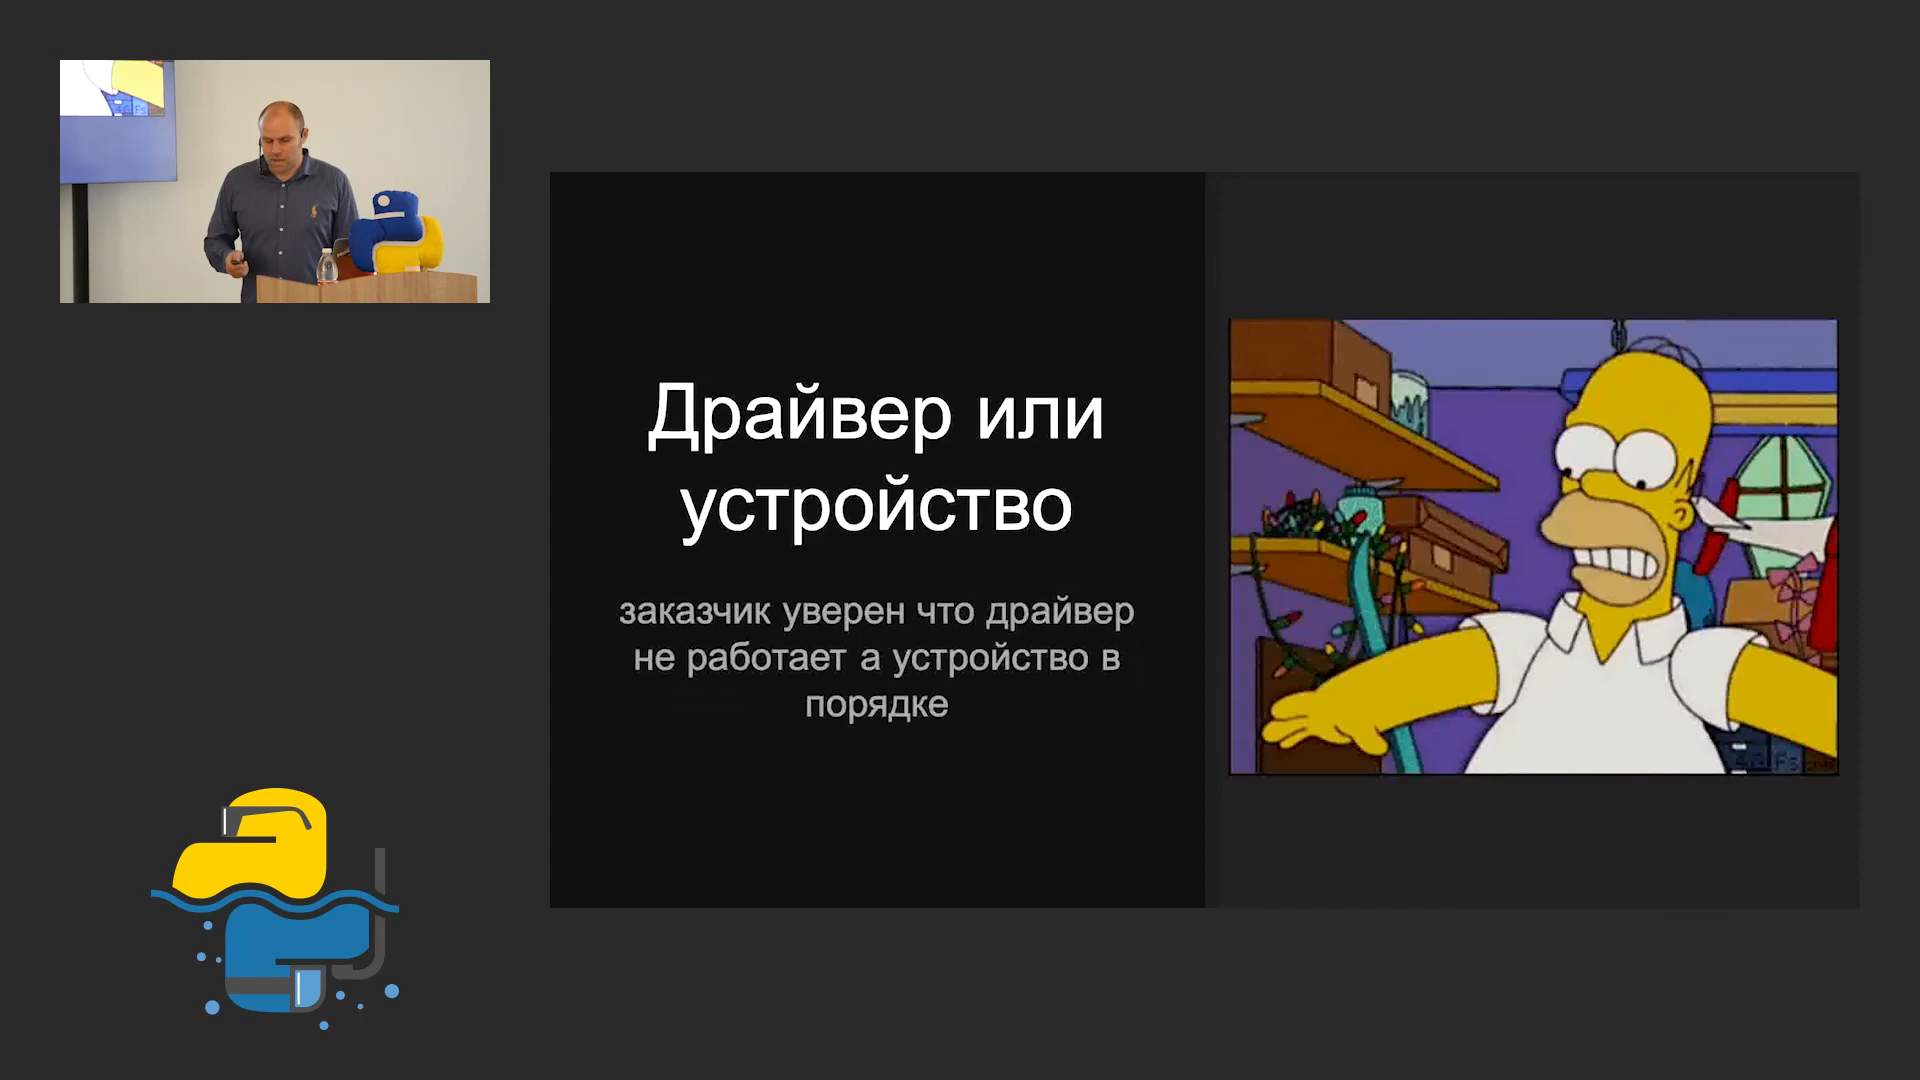 Драйвер или
устройство
заказчик уверен что драйвер
не работает а устройство в
порядке